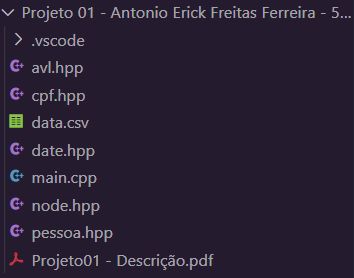 Projeto 01 - Antonio Erick Freitas Ferreira - 5...
.vscode
avl.hpp
cpf.hpp
data.csv
date.hpp
main.cpp
node.hpp
pessoa.hpp
Projeto01 - Descrição.pdf